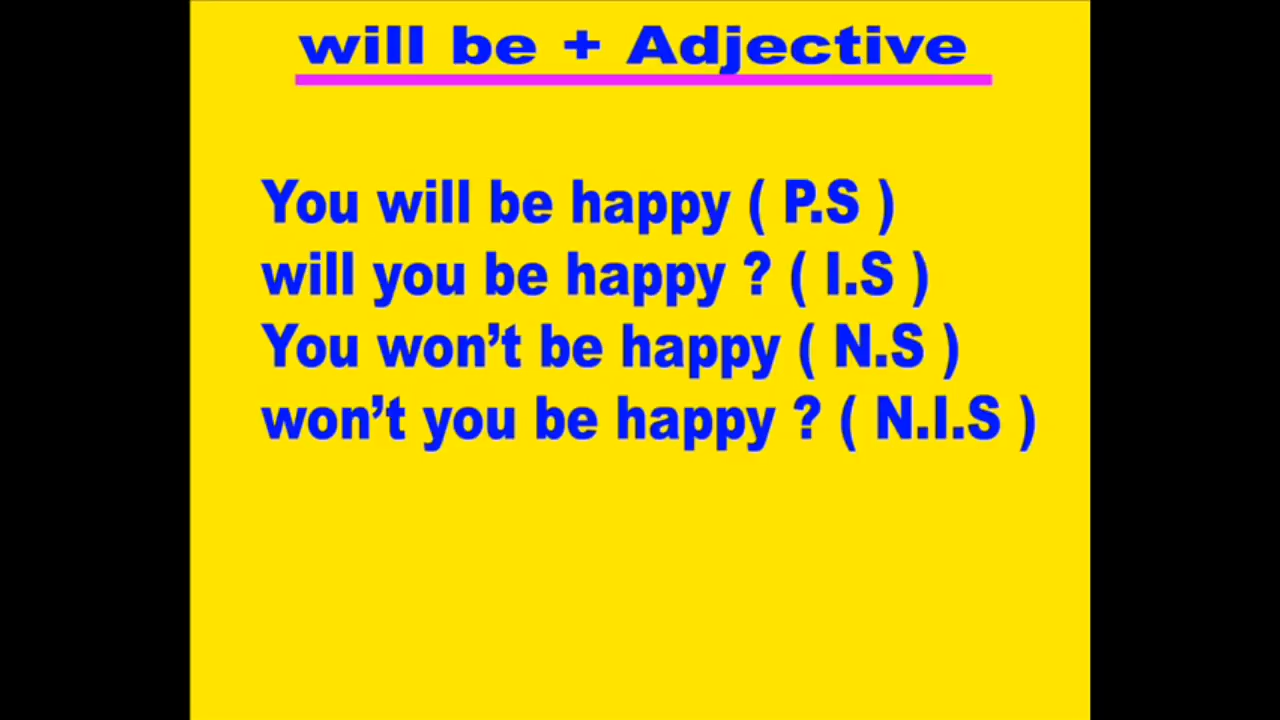 will be + Adjective
You will be happy ( P.S )
will you be happy ? ( I.S )
You won’t be happy ( N.S )
won’t you be happy ? ( N.I.S )